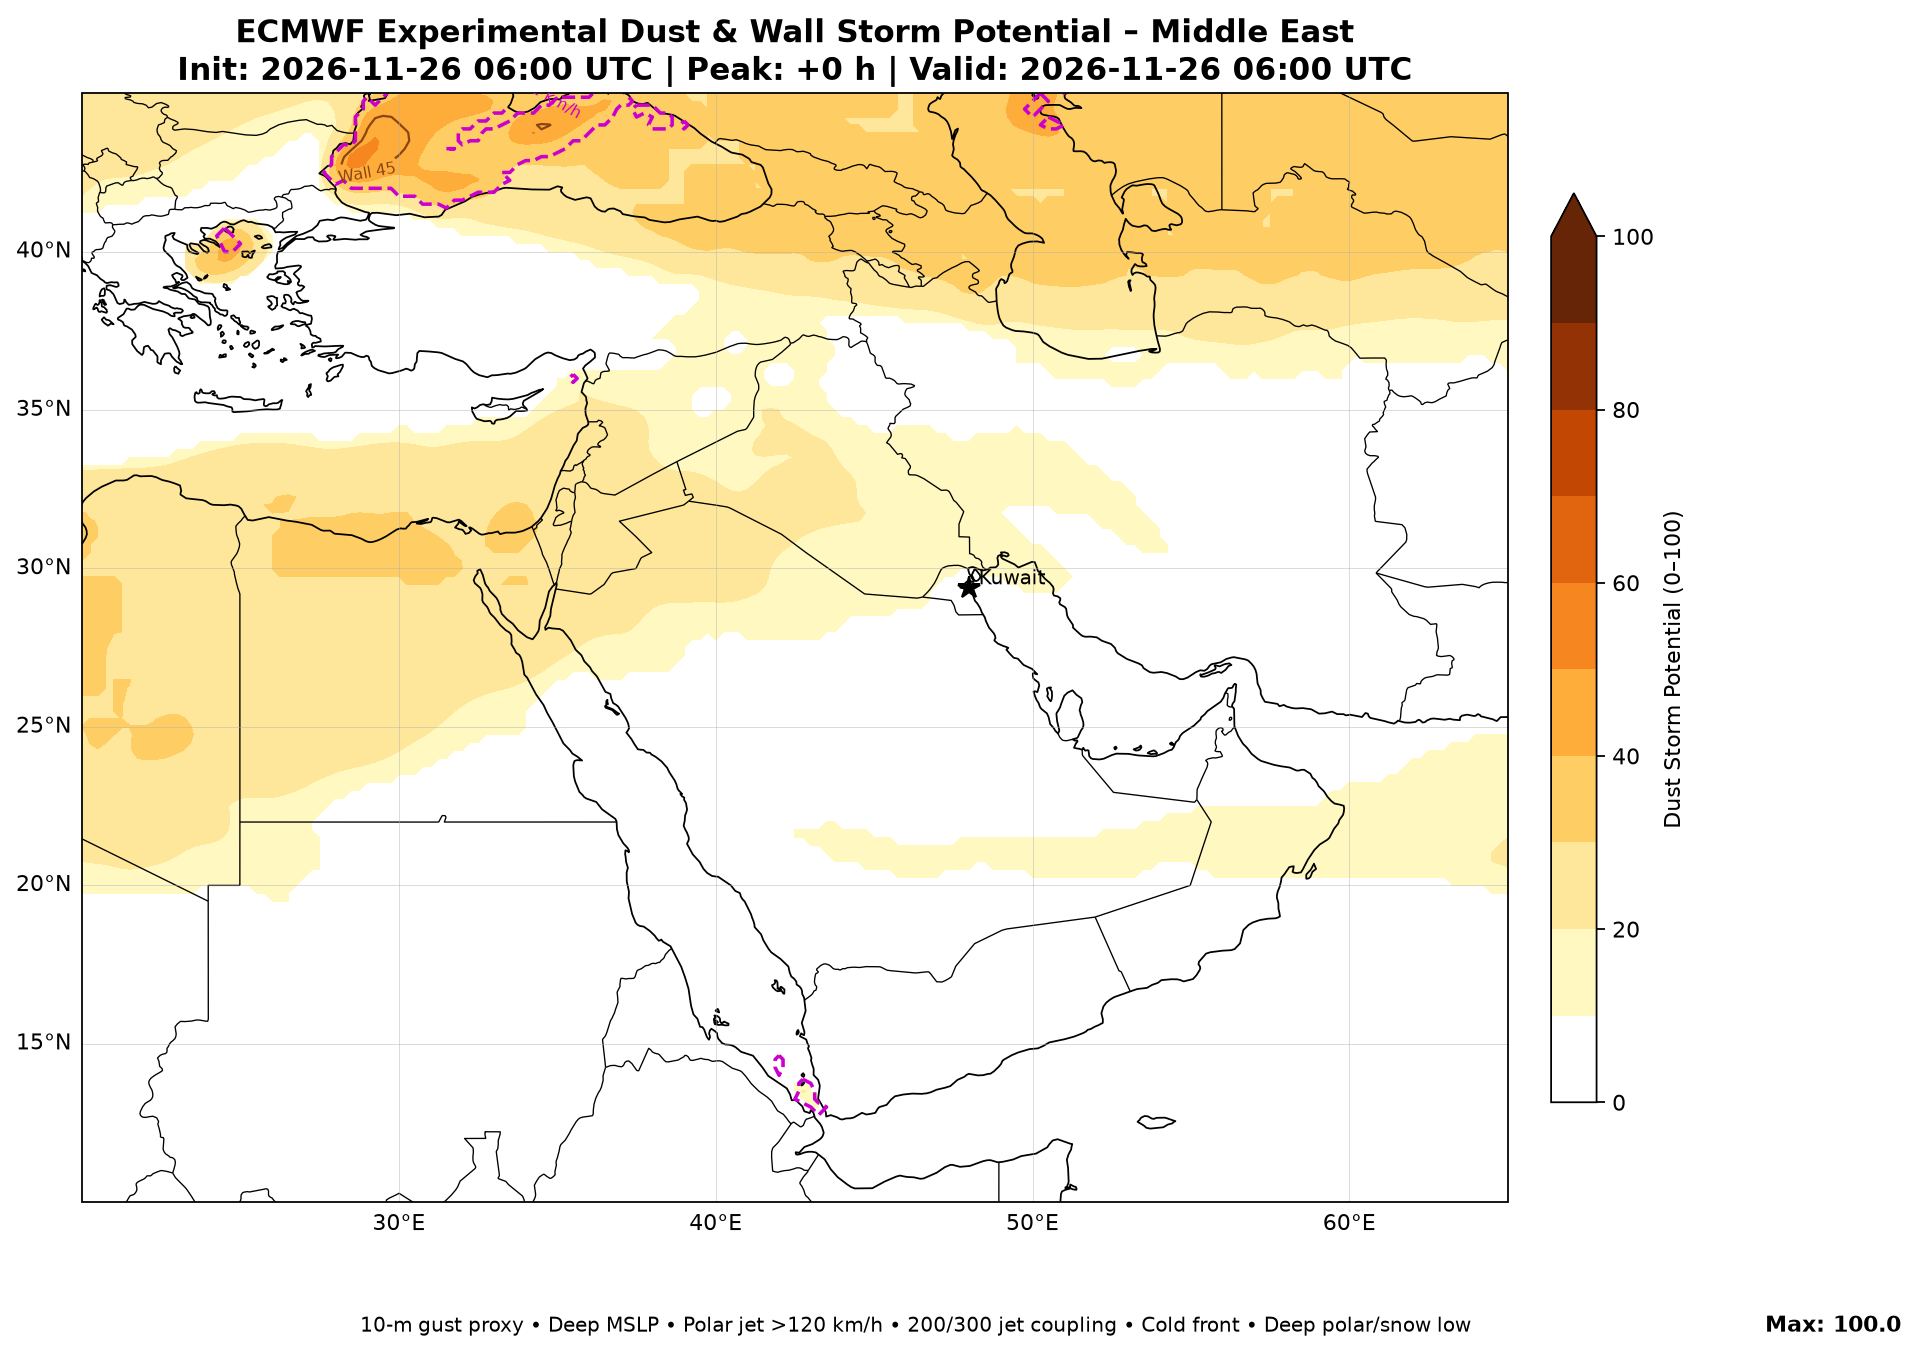 ECMWF Experimental Dust & Wall Storm Potential – Middle East
Init: 2026-11-26 06:00 UTC | Peak: +0 h | Valid: 2026-11-26 06:00 UTC
km/h
Wall 45
40°N
35°N
30°N
25°N
20°N
15°N
Kuwait
30°E
40°E
50°E
60°E
100
80
60
40
20
0
Dust Storm Potential (0–100)
10-m gust proxy • Deep MSLP • Polar jet >120 km/h • 200/300 jet coupling • Cold front • Deep polar/snow low
Max: 100.0